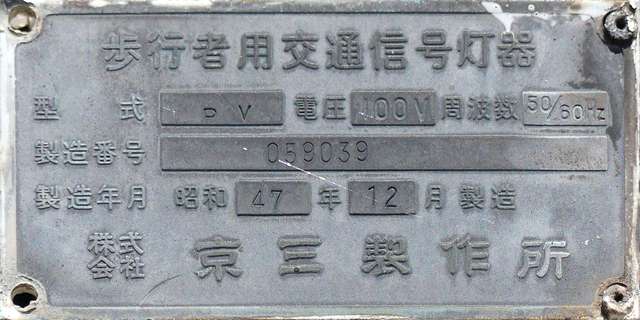 歩行者用交通信号灯器
型式 DV 電圧 100V 周波数 50/60Hz
製造番号 059039
製造年月 昭和 47 年 12 月 製造
株式会社 京三製作所